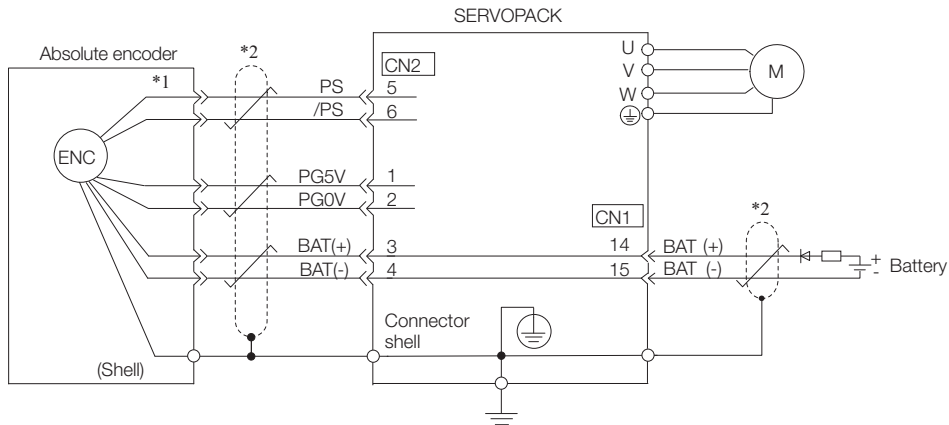 SERVOPACK
Absolute encoder
*2
*1
CN2
U
V
W
M
PS
5
/PS
6
ENC
PG5V
1
PG0V
2
CN1
*2
BAT(+)
3
14
BAT (+)
BAT(-)
4
15
BAT (-)
+
-
Battery
Connector
shell
(Shell)